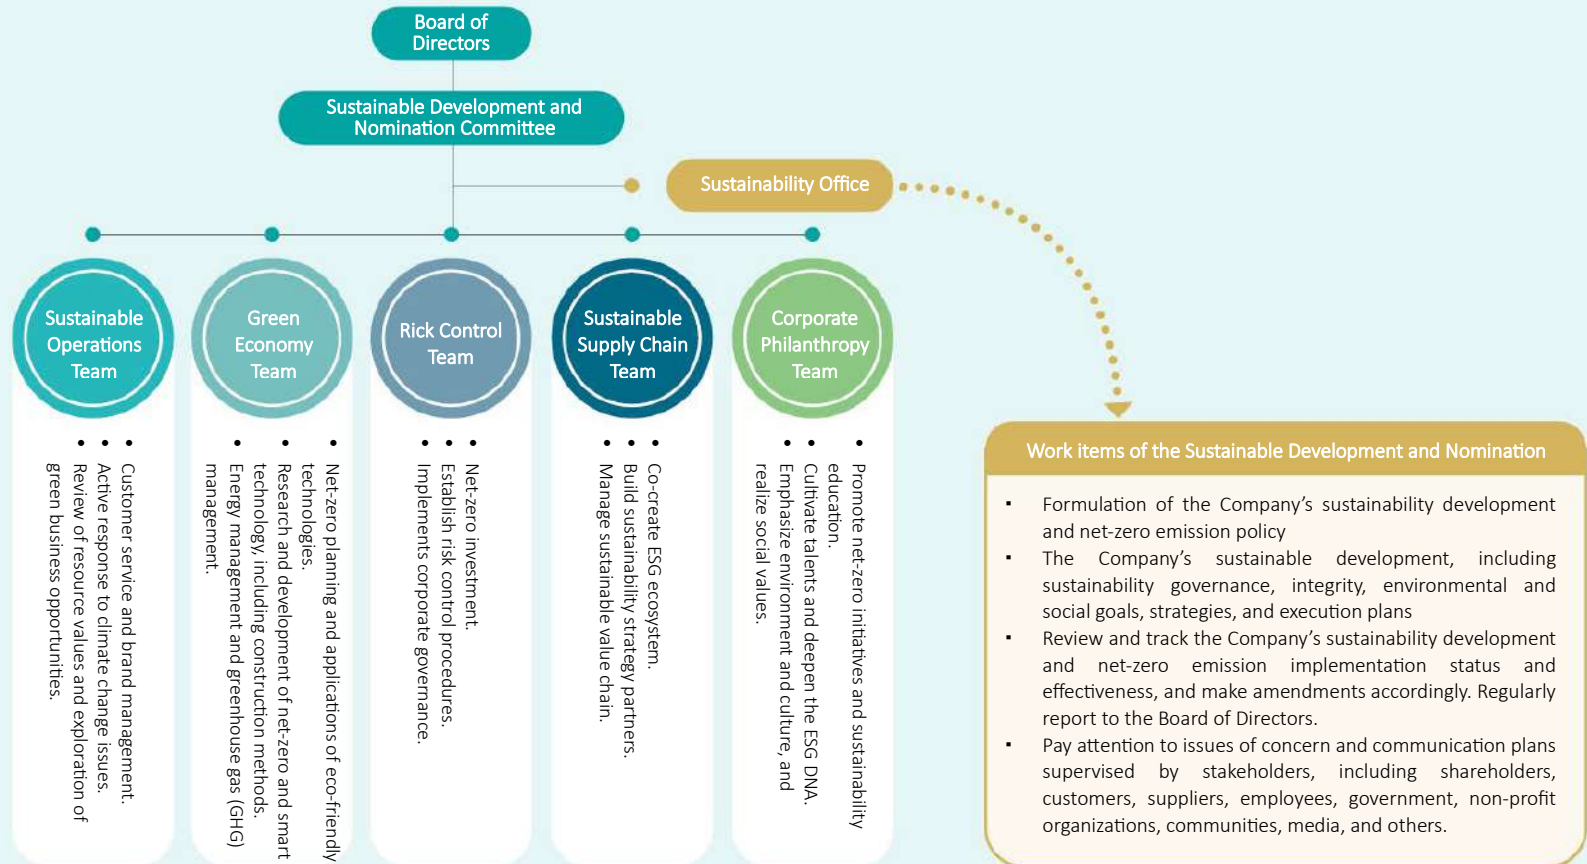 Board of
Directors
Sustainable Development and
Nomination Committee
Sustainability Office
Sustainable
Operations
Team
Green
Economy
Team
Rick Control
Team
Sustainable
Supply Chain
Team
Corporate
Philanthropy
Team
• Customer service and brand management.
• Active response to climate change issues.
• Review of resource values and exploration of
green business opportunities.
• Net-zero planning and applications of eco-friendly
technologies.
• Research and development of net-zero and smart
technology, including construction methods.
• Energy management and greenhouse gas (GHG)
management.
• Net-zero investment.
• Establish risk control procedures.
• Implements corporate governance.
• Co-create ESG ecosystem.
• Build sustainability strategy partners.
• Manage sustainable value chain.
• Promote net-zero initiatives and sustainability
education.
• Cultivate talents and deepen the ESG DNA.
• Emphasize environment and culture, and
realize social values.
Work items of the Sustainable Development and Nomination
▪ Formulation of the Company’s sustainability development
and net-zero emission policy
▪ The Company’s sustainable development, including
sustainability governance, integrity, environmental and
social goals, strategies, and execution plans
▪ Review and track the Company’s sustainability development
and net-zero emission implementation status and
effectiveness, and make amendments accordingly. Regularly
report to the Board of Directors.
▪ Pay attention to issues of concern and communication plans
supervised by stakeholders, including shareholders,
customers, suppliers, employees, government, non-profit
organizations, communities, media, and others.